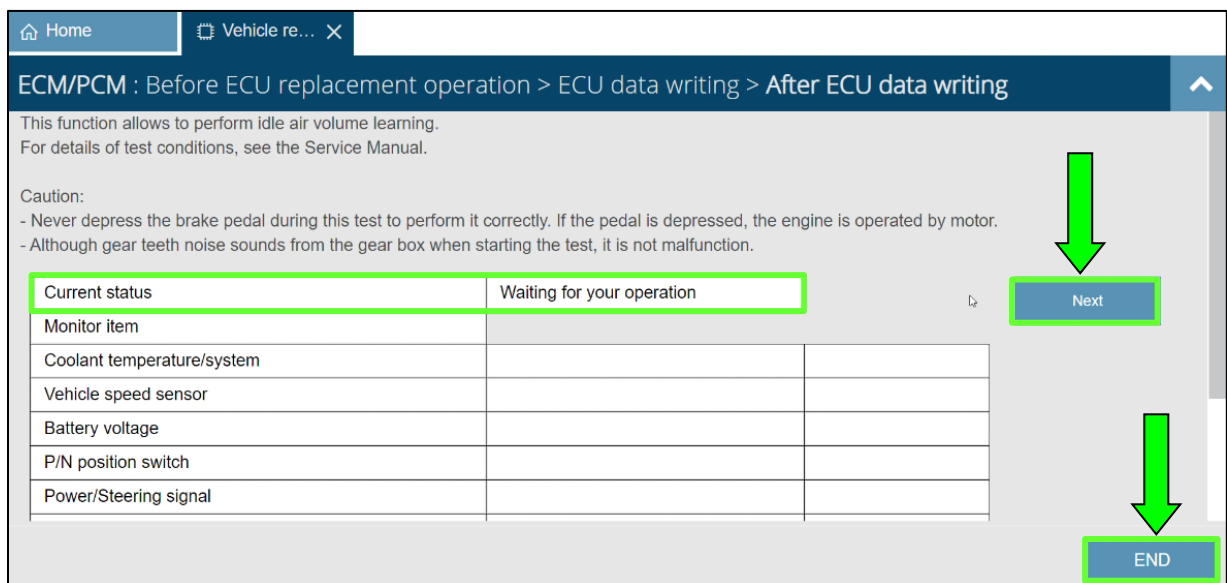 Home
Vehicle re...
ECM/PCM : Before ECU replacement operation > ECU data writing > After ECU data writing
This function allows to perform idle air volume learning.
For details of test conditions, see the Service Manual.
Caution:
- Never depress the brake pedal during this test to perform it correctly. If the pedal is depressed, the engine is operated by motor.
- Although gear teeth noise sounds from the gear box when starting the test, it is not malfunction.
Current status Waiting for your operation
Next
Monitor item
Coolant temperature/system
Vehicle speed sensor
Battery voltage
P/N position switch
Power/Steering signal
END